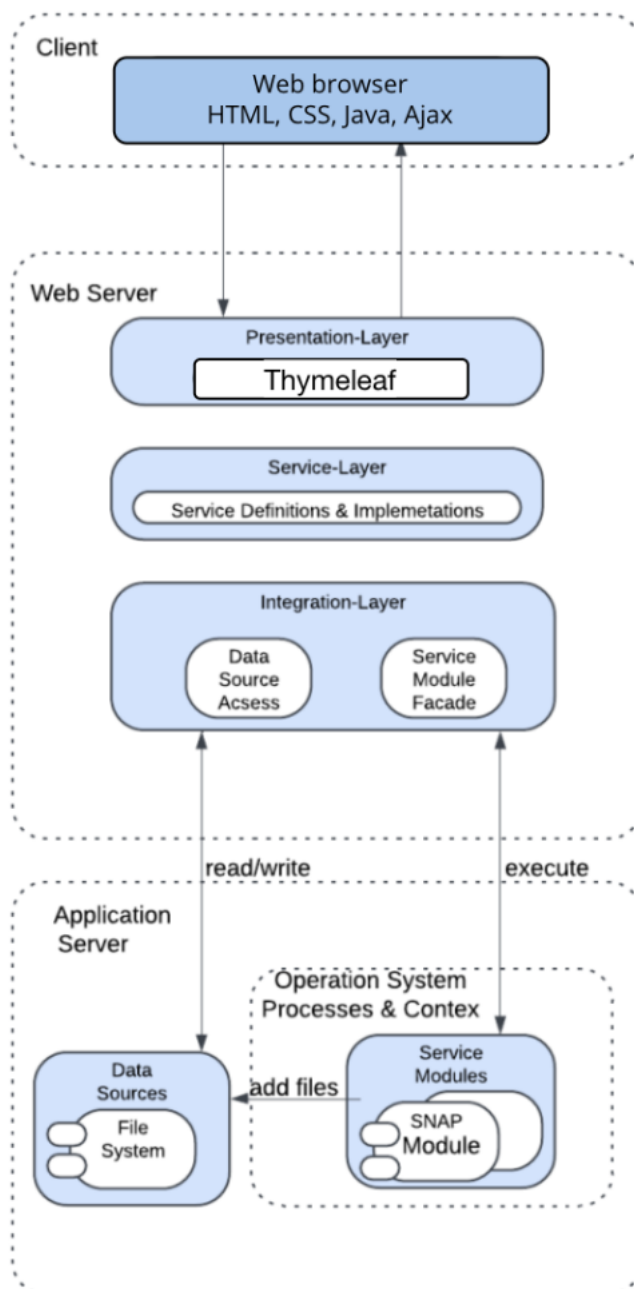 Client
Web browser
HTML, CSS, Java, Ajax
Web Server
Presentation-Layer
Thymeleaf
Service-Layer
Service Definitions & Implemetations
Integration-Layer
Data
Source
Acsess
Service
Module
Facade
read/write
execute
Application
Server
Operation System
Processes & Contex
Data
Sources
File
System
add files
Service
Modules
SNAP
Module